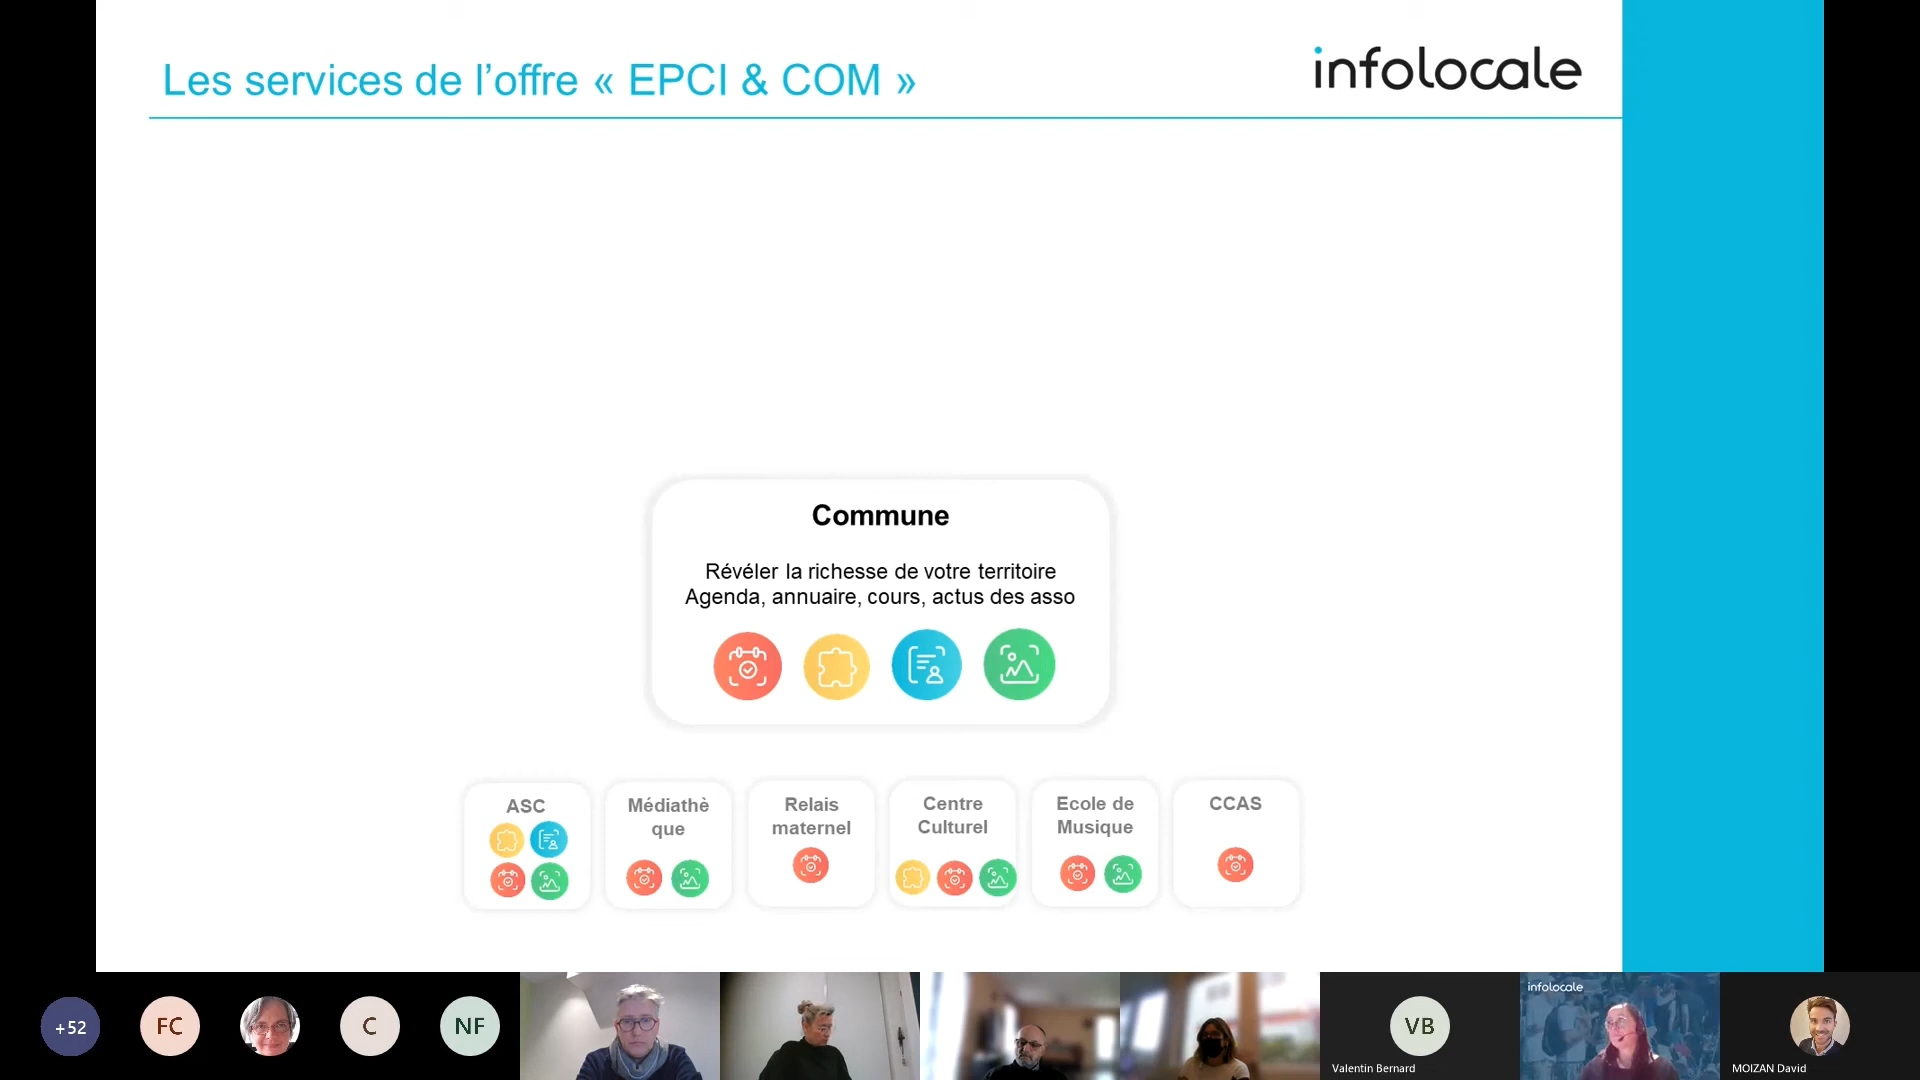 Les services de l’offre « EPCI & COM »
infolocale
Commune
Révéler la richesse de votre territoire
Agenda, annuaire, cours, actus des asso
ASC
Médiathè
que
Relais
maternel
Centre
Culturel
Ecole de
Musique
CCAS
+52
FC
C
NF
VB
Valentin Bernard
infolocale
MOIZAN David